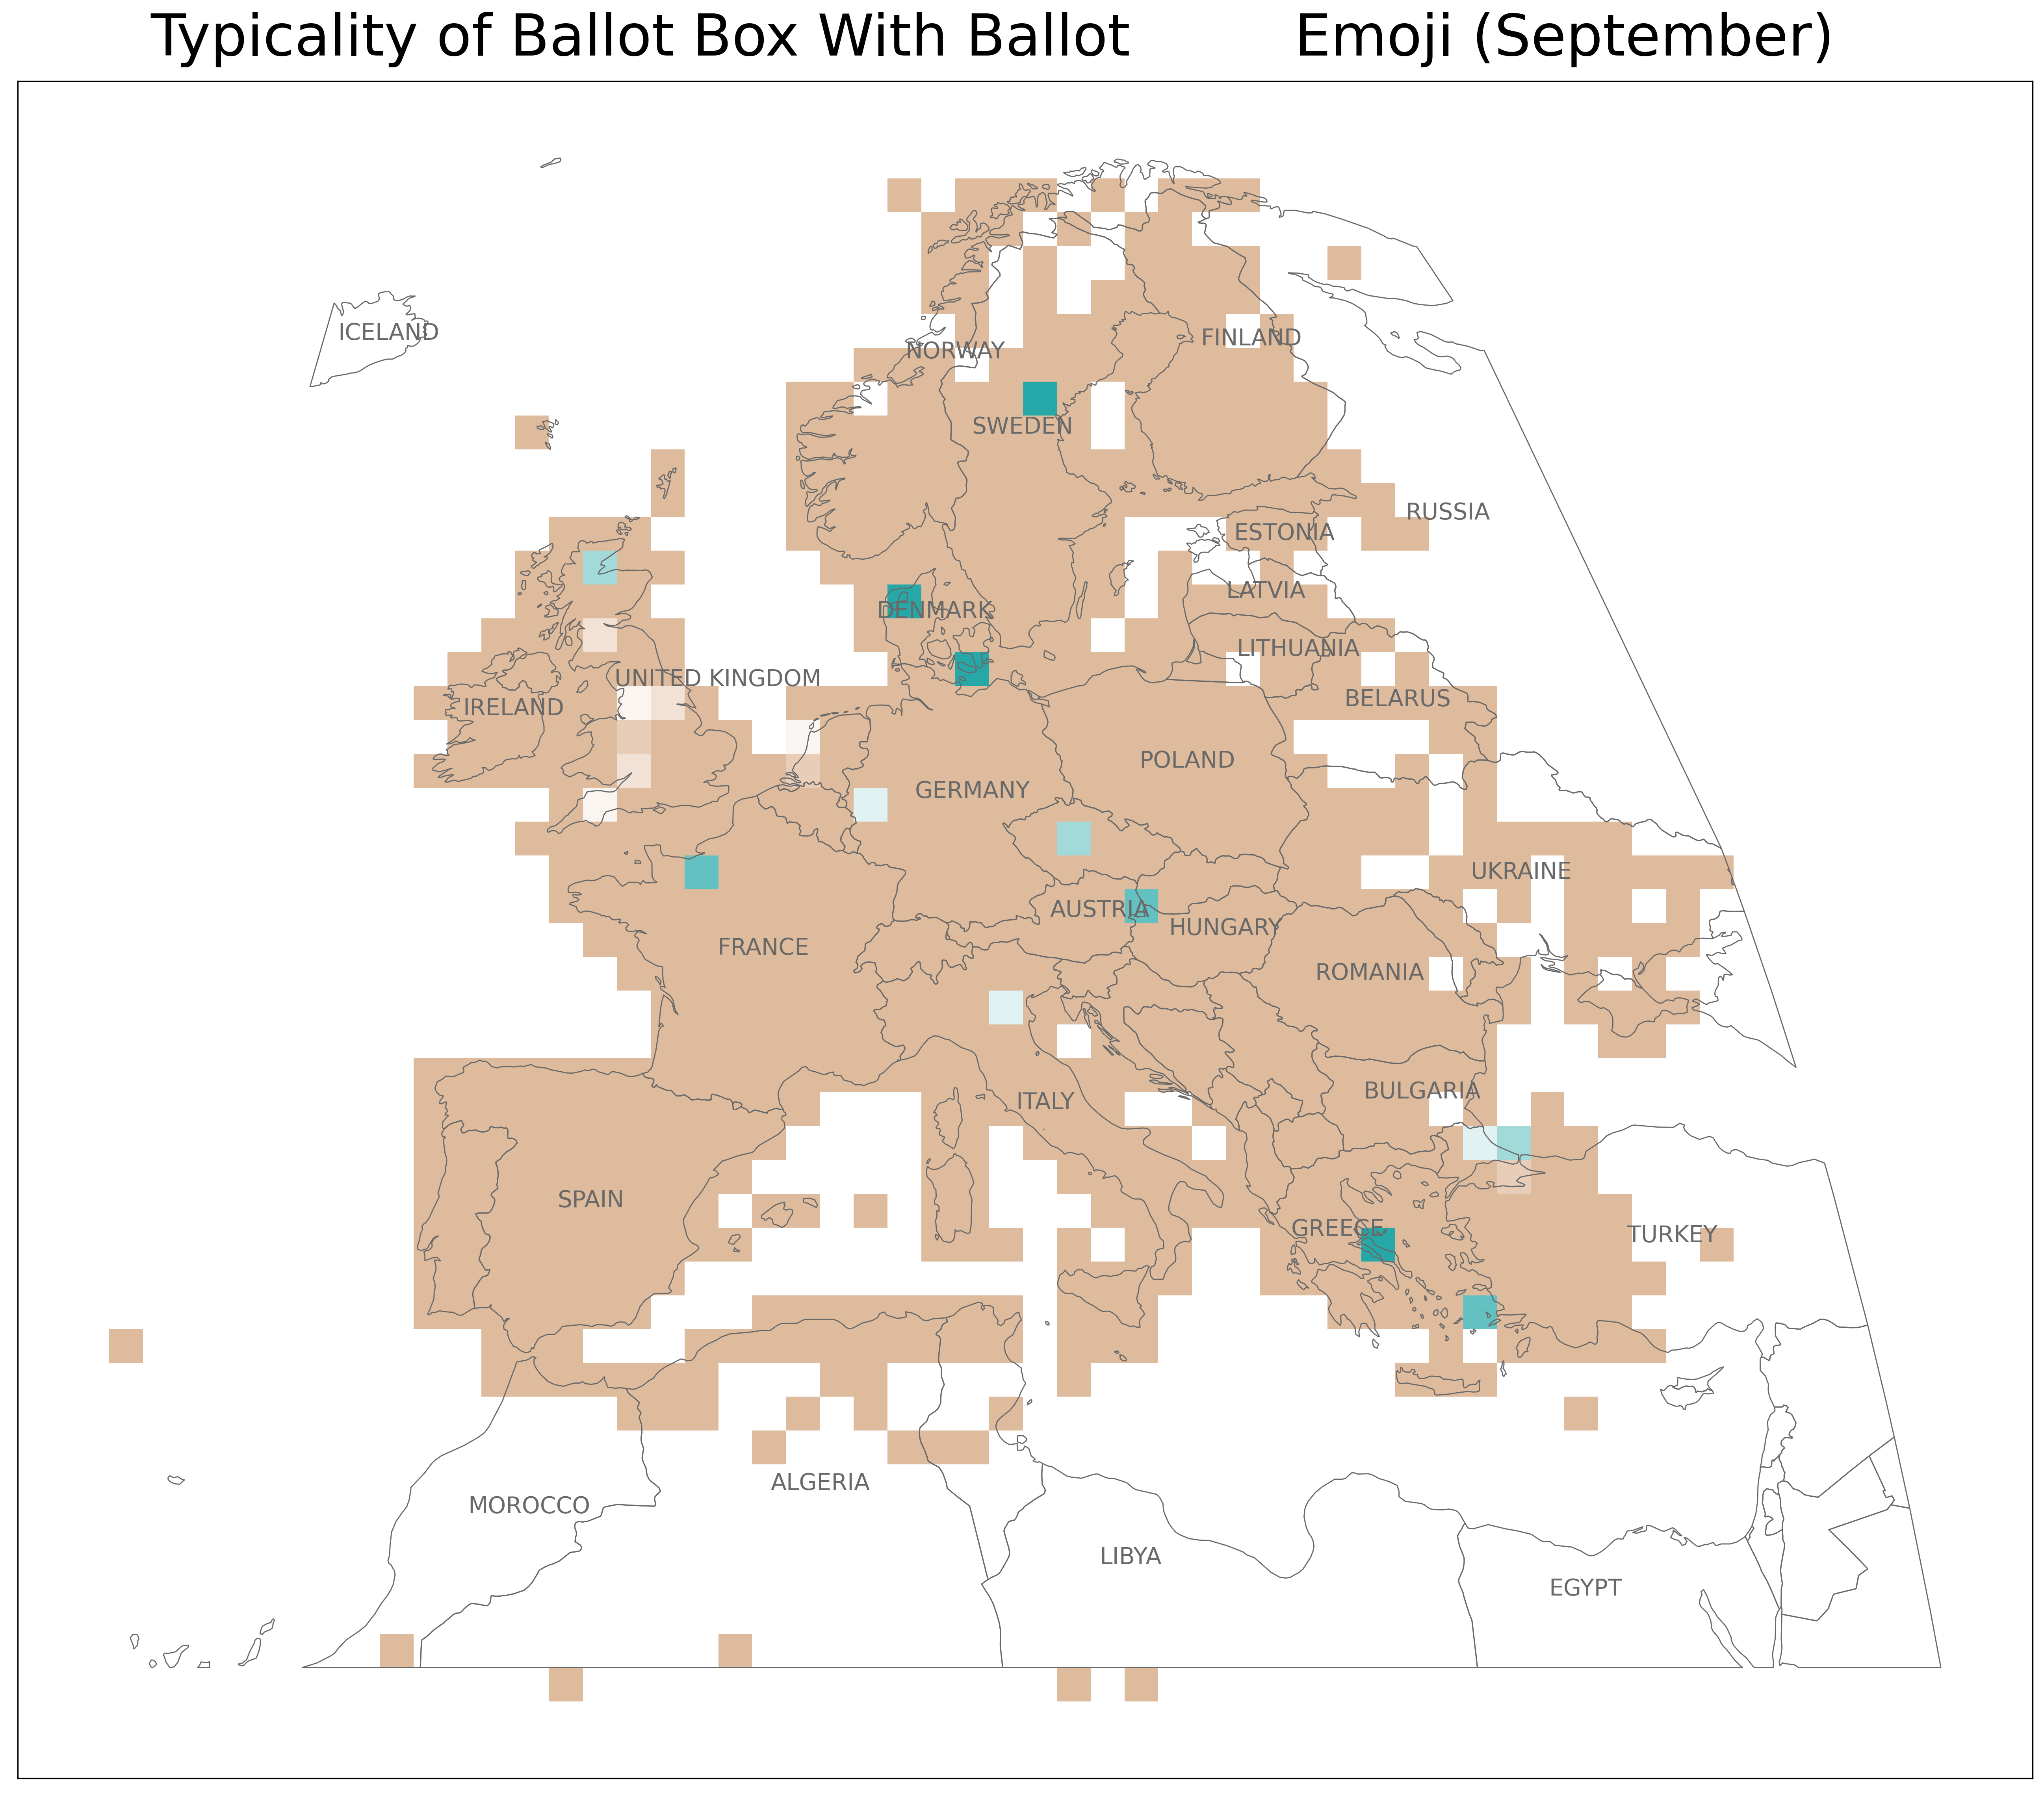 Typicality of Ballot Box With Ballot Emoji (September)
ICELAND
NORWAY
FINLAND
SWEDEN
RUSSIA
ESTONIA
LATVIA
DENMARK
LITHUANIA
UNITED KINGDOM
BELARUS
IRELAND
POLAND
GERMANY
UKRAINE
AUSTRIA
HUNGARY
FRANCE
ROMANIA
BULGARIA
ITALY
SPAIN
GREECE
TURKEY
ALGERIA
MOROCCO
LIBYA
EGYPT